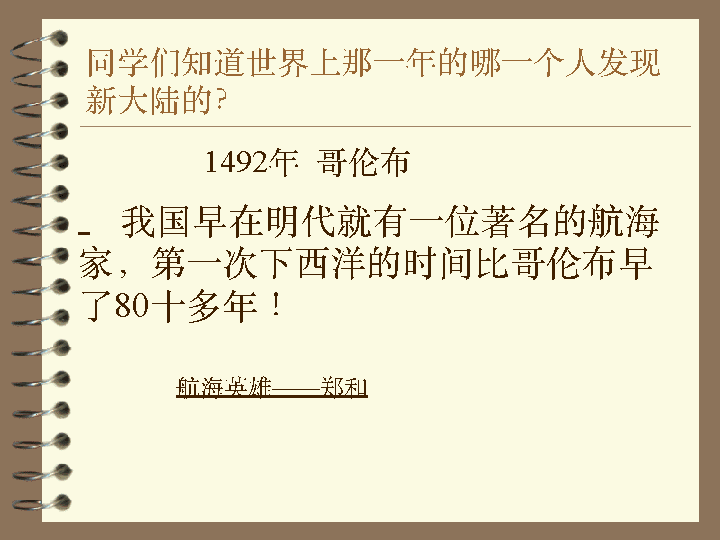 同学们知道世界上那一年的哪一个人发现
新大陆的?
1492年 哥伦布
我国早在明代就有一位著名的航海
家，第一次下西洋的时间比哥伦布早
了80十多年！
航海英雄——郑和